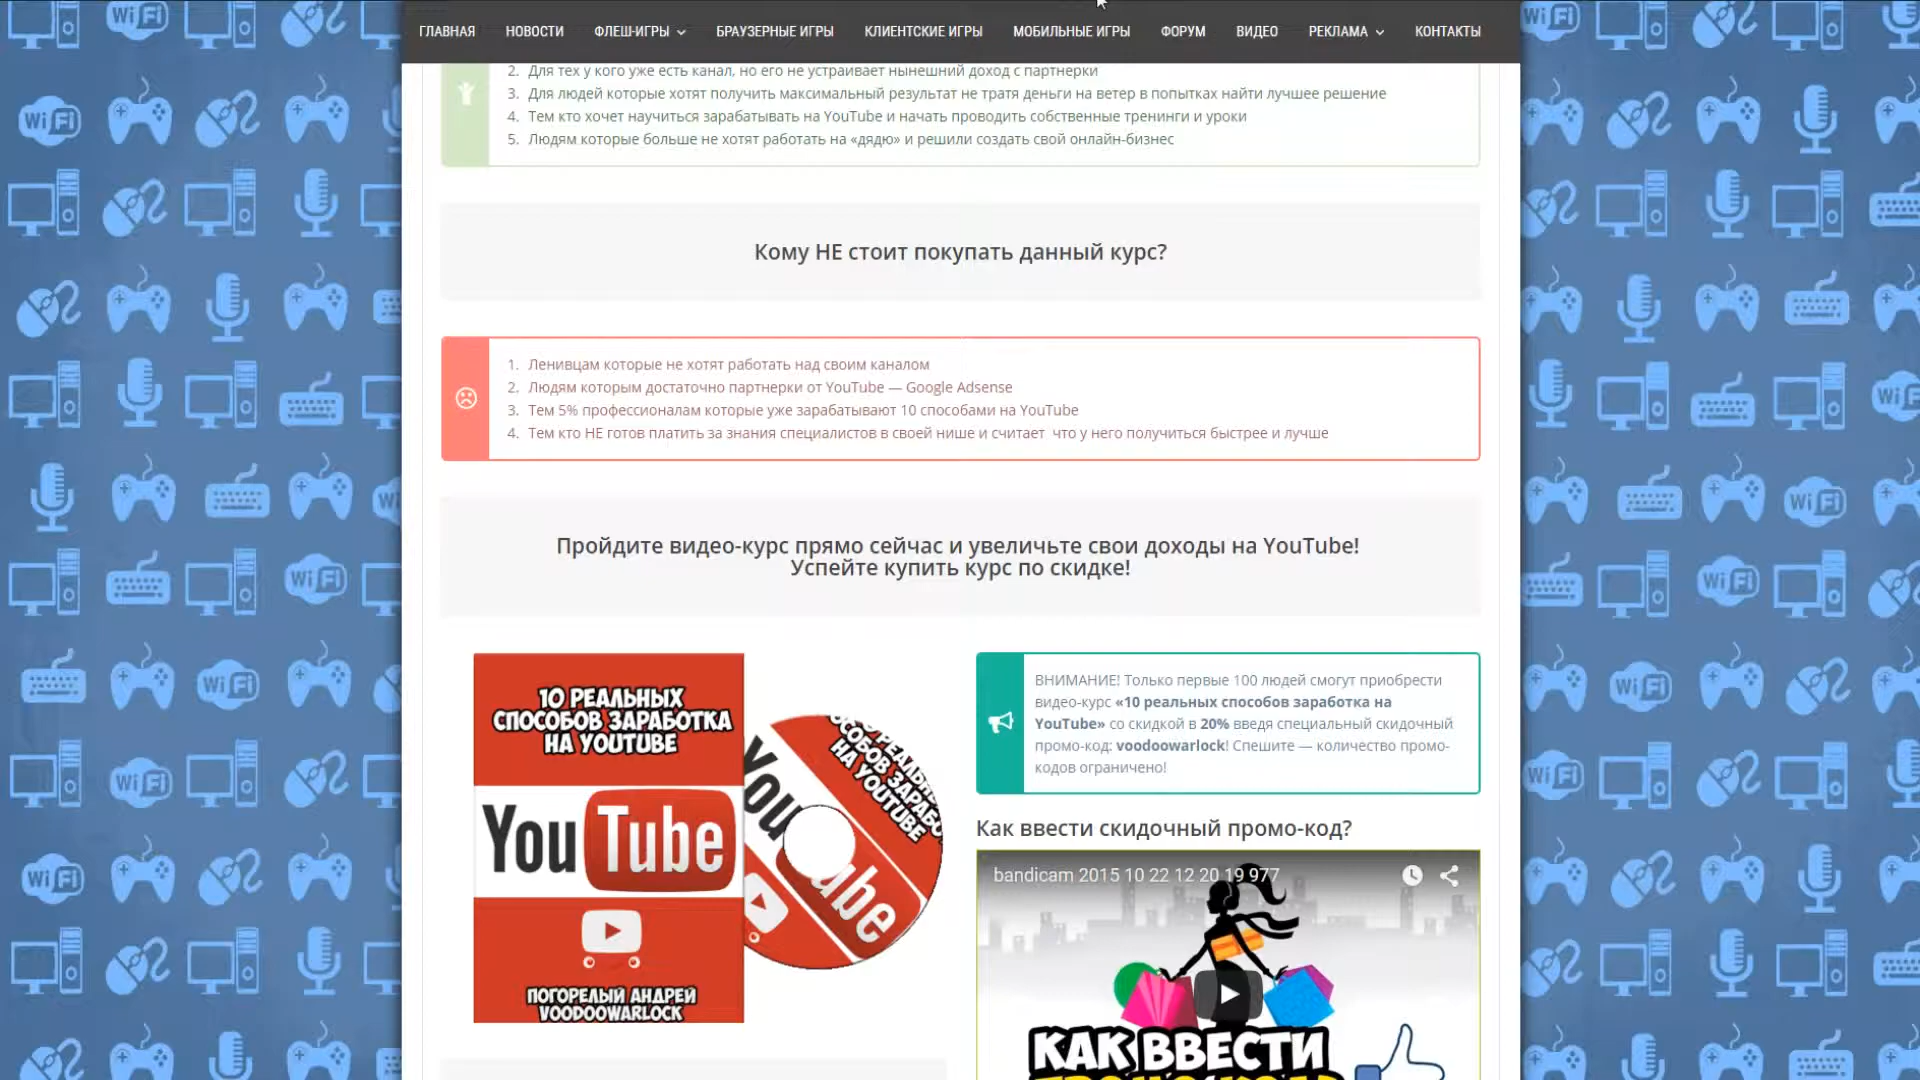 ГЛАВНАЯ НОВОСТИ ФЛЕШ-ИГРЫ БРАУЗЕРНЫЕ ИГРЫ КЛИЕНТСКИЕ ИГРЫ МОБИЛЬНЫЕ ИГРЫ ФОРУМ ВИДЕО РЕКЛАМА КОНТАКТЫ
2. Для тех у кого уже есть канал, но его не устраивает нынешний доход с партнерки
3. Для людей которые хотят получить максимальный результат не тратя деньги на ветер в попытках найти лучшее решение
4. Тем кто хочет научиться зарабатывать на YouTube и начать проводить собственные тренинги и уроки
5. Людям которые больше не хотят работать на «дядю» и решили создать свой онлайн-бизнес
Кому НЕ стоит покупать данный курс?
1. Ленивцам которые не хотят работать над своим каналом
2. Людям которым достаточно партнерки от YouTube — Google Adsense
3. Тем 5% профессионалам которые уже зарабатывают 10 способами на YouTube
4. Тем кто НЕ готов платить за знания специалистов в своей нише и считает что у него получиться быстрее и лучше
Пройдите видео-курс прямо сейчас и увеличьте свои доходы на YouTube!
Успейте купить курс по скидке!
10 РЕАЛЬНЫХ
СПОСОБОВ ЗАРАБОТКА
НА YOUTUBE
YouTube
ПОГОРЕЛЫЙ АНДРЕЙ
VOODOOWARLOCK
НА YOUTUBE
You
ube
ВНИМАНИЕ! Только первые 100 людей смогут приобрести
видео-курс «10 реальных способов заработка на
YouTube» со скидкой в 20% введя специальный скидочный
промо-код: voodoowarlock! Спешите — количество промо-
кодов ограничено!
Как ввести скидочный промо-код?
bandicam 2015 10 22 12 20 19 977
КАК ВВЕСТИ
WiFi